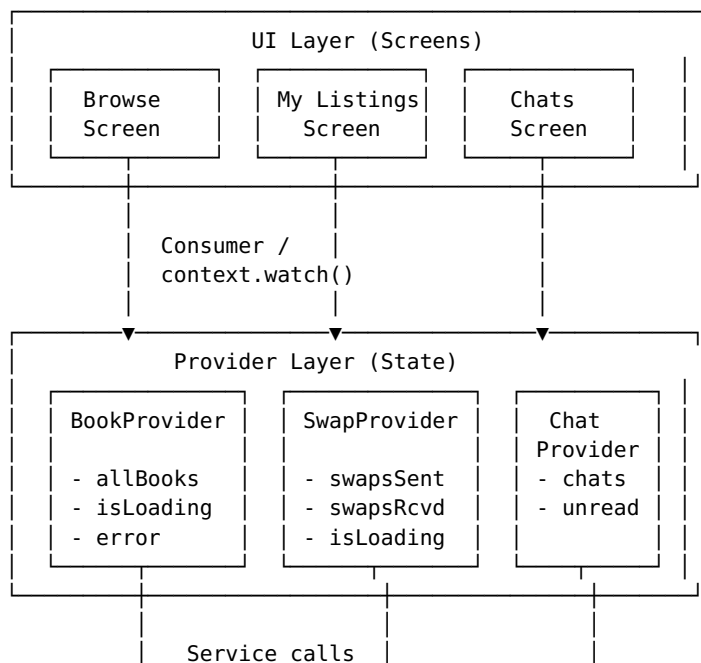 UI Layer (Screens)
Browse My Listings Chats
Screen Screen Screen
Consumer /
context.watch()
Provider Layer (State)
BookProvider SwapProvider Chat
Provider
- allBooks - swapsSent - chats
- isLoading - swapsRcvd - unread
- error - isLoading
Service calls